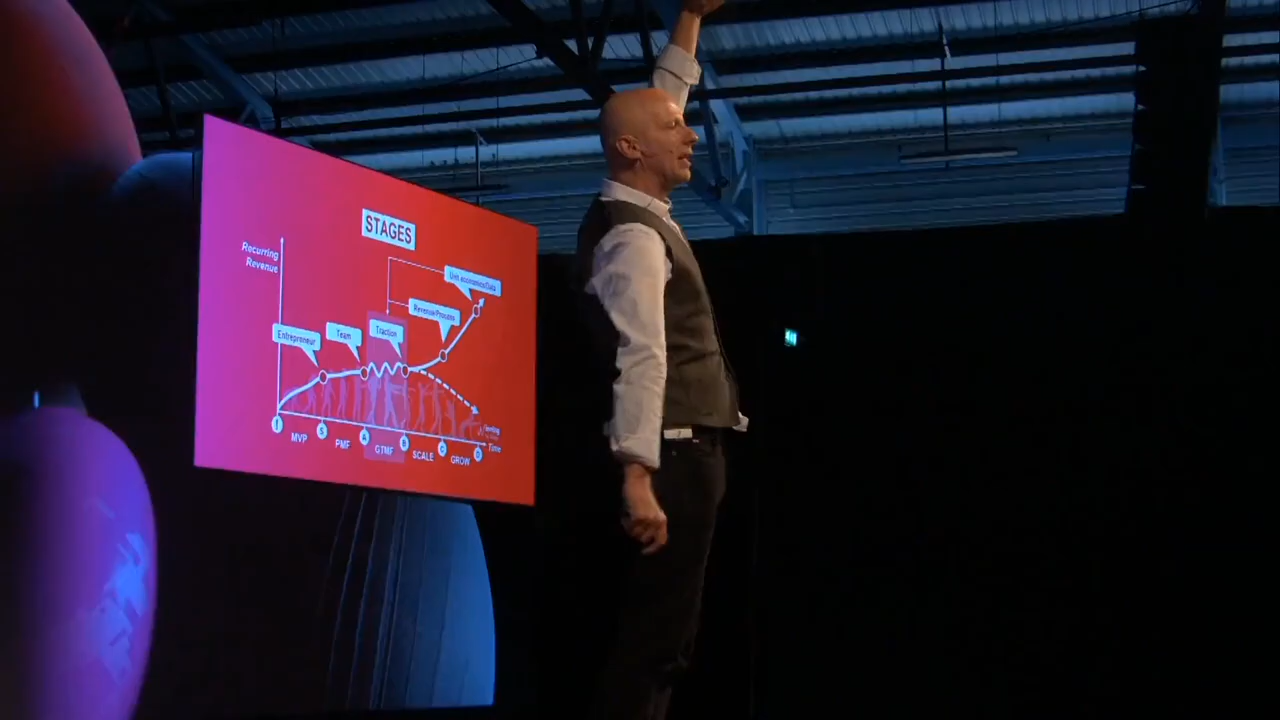 STAGES
Recurring
Revenue
Unit economics/Data
Revenue/Process
Entrepreneur
Team
Traction
S
A
B
C
D
MVP
PMF
GTMF
SCALE
GROW
Time